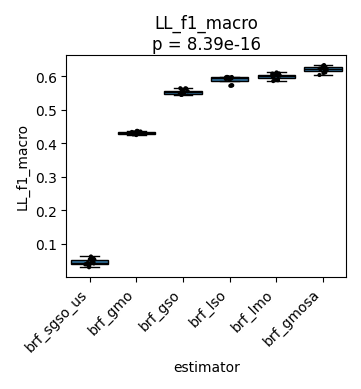 LL_f1_macro
p = 8.39e-16
LL_f1_macro
0.6
0.5
0.4
0.3
0.2
0.1
brf_sgso_us
brf_gmo
brf_gso
brf_lso
brf_lmo
brf_gmosa
estimator